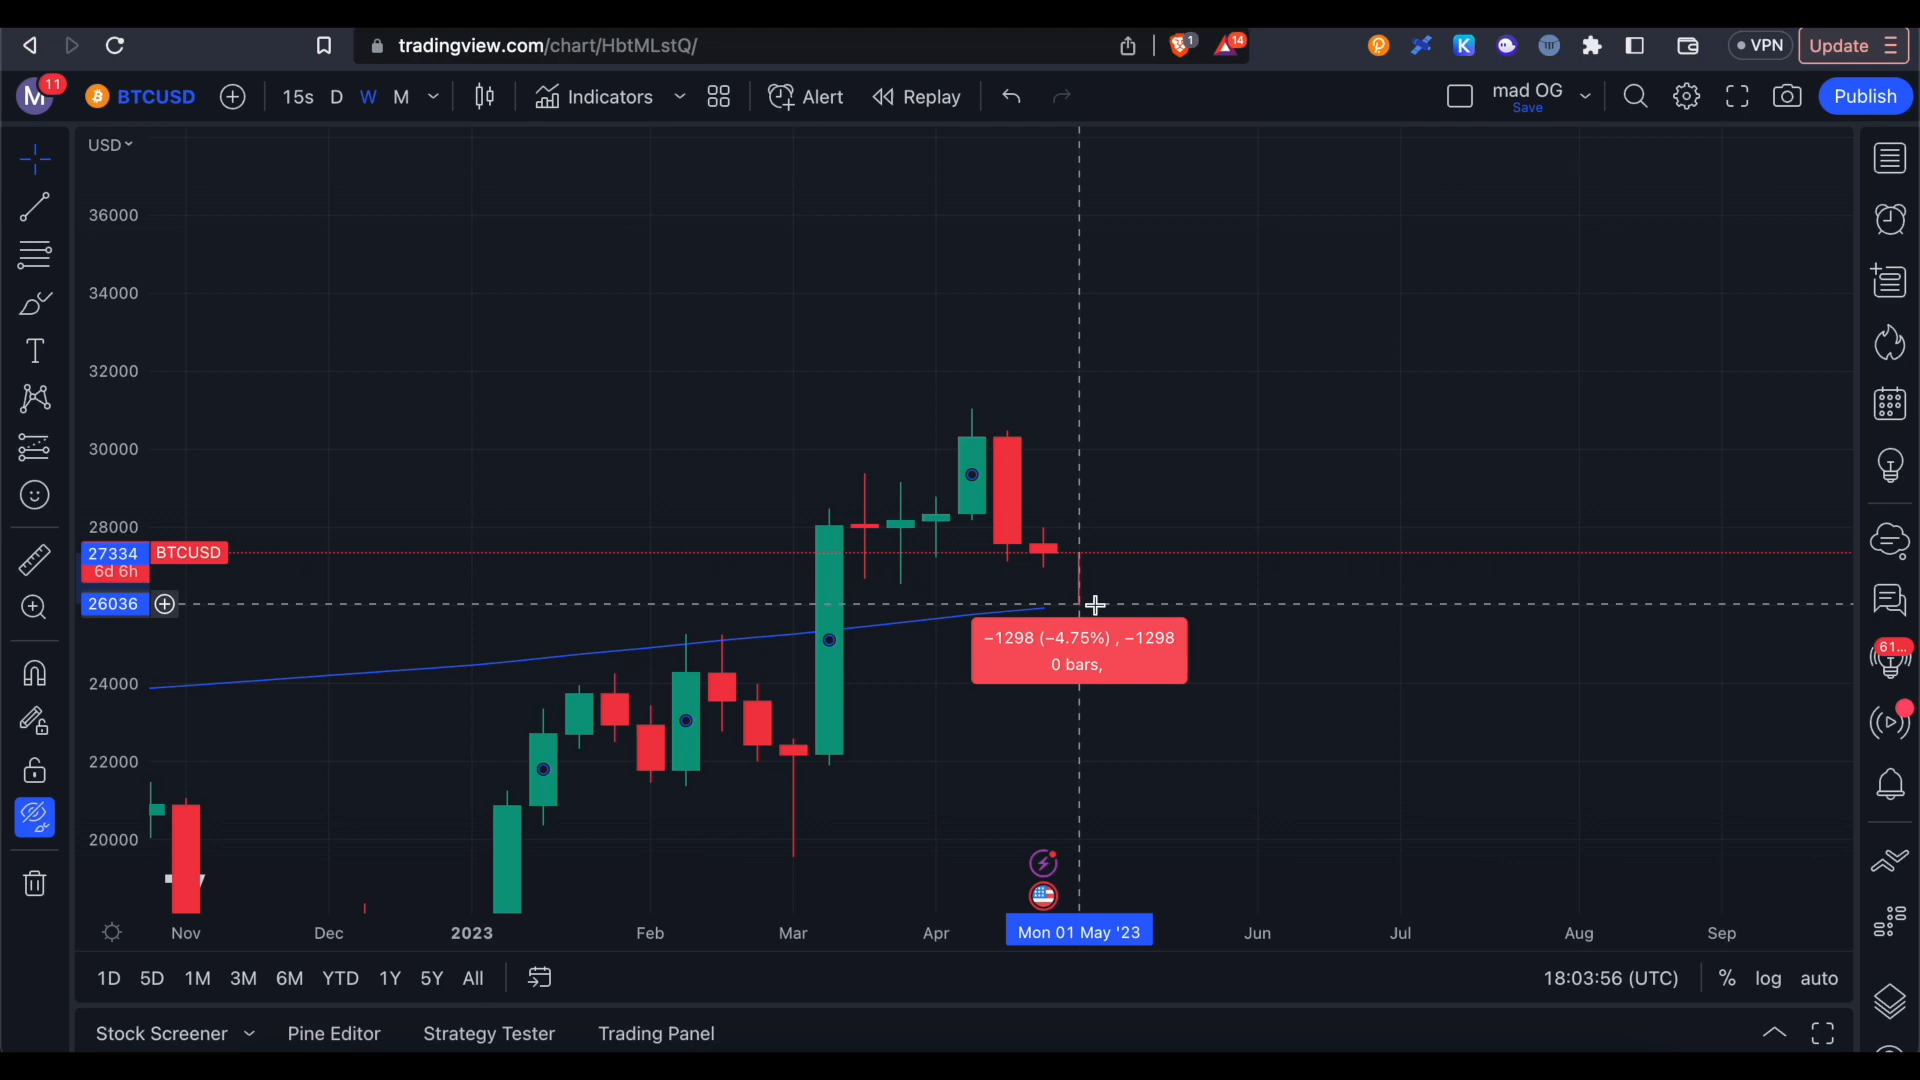 tradingview.com/chart/HbtMLstQ/
1
14
VPN
Update
M
11
BTCUSD
15s D W M
Indicators
Alert
Replay
mad OG
Save
Publish
USD
36000
34000
32000
30000
28000
27334 BTCUSD
6d 6h
26036
−1298 (−4.75%) , −1298
0 bars,
24000
22000
20000
61...
Nov Dec 2023 Feb Mar Apr Mon 01 May '23 Jun Jul Aug Sep
1D 5D 1M 3M 6M YTD 1Y 5Y All
18:03:56 (UTC) % log auto
Stock Screener Pine Editor Strategy Tester Trading Panel